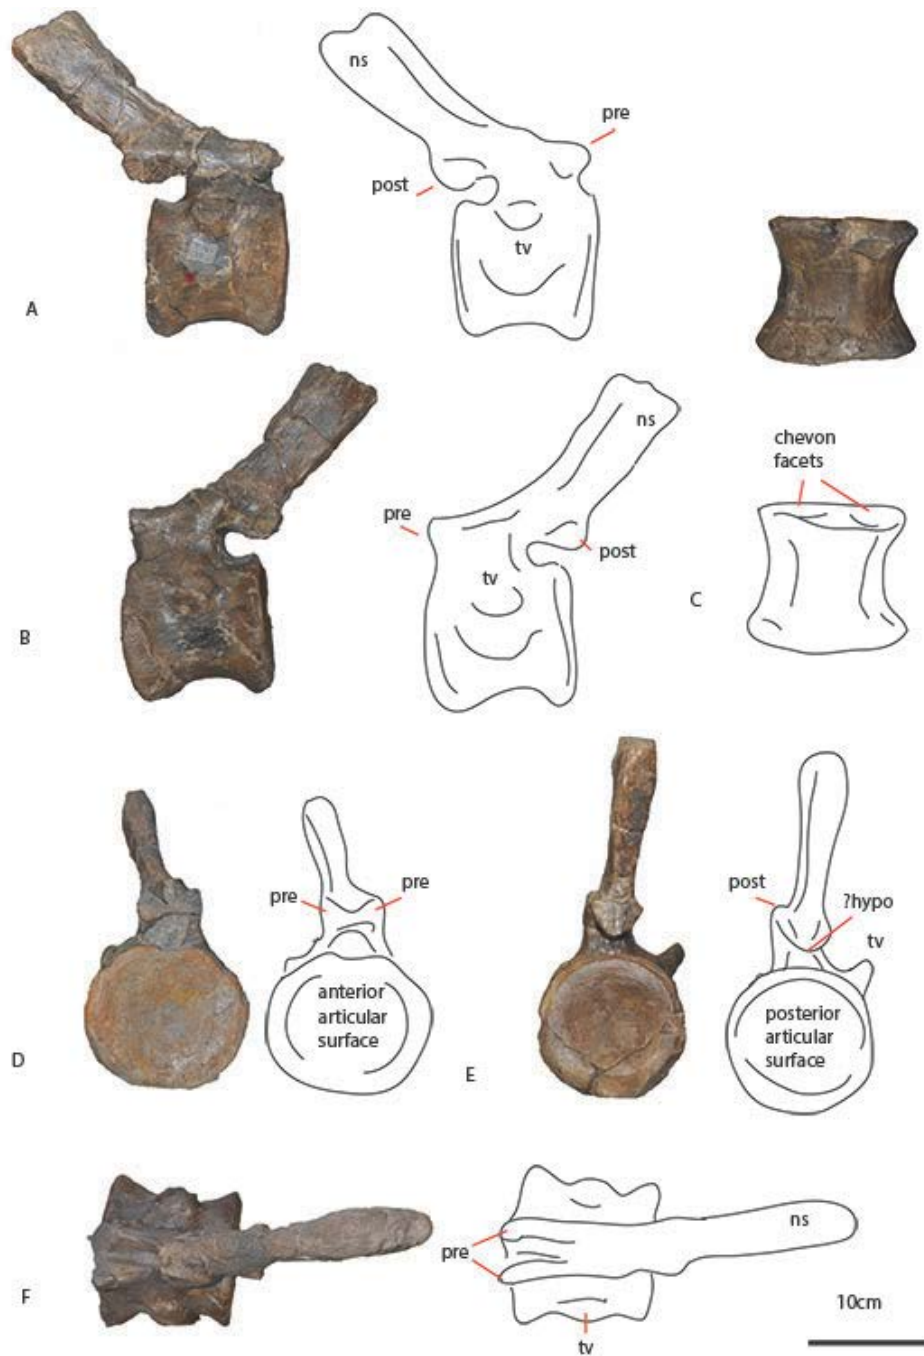 ns
pre
post
tv
A
ns
pre
post
tv
B
chevon
facets
C
pre
pre
anterior
articular
surface
D
post
?hypo
tv
posterior
articular
surface
E
ns
pre
F
tv
10cm